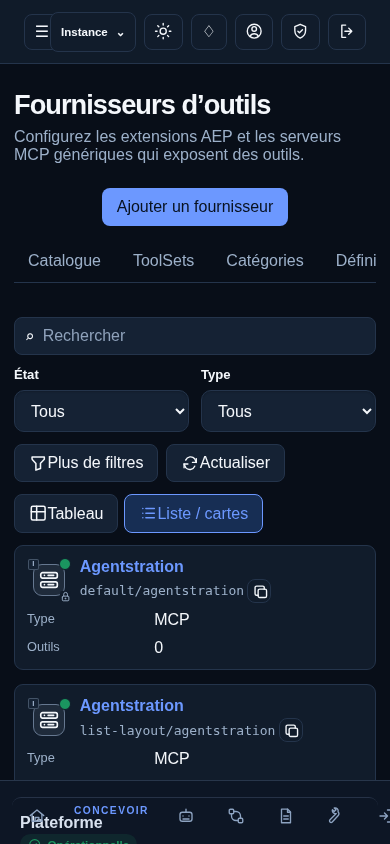 Instance
Fournisseurs d’outils
Configurez les extensions AEP et les serveurs
MCP génériques qui exposent des outils.
Ajouter un fournisseur
Catalogue ToolSets Catégories Défini
Rechercher
État Type
Tous Tous
Plus de filtres Actualiser
Tableau Liste / cartes
I
Agentstration
default/agentstration
Type MCP
Outils 0
I
Agentstration
list-layout/agentstration
Type MCP
CONCEVOIR
Plateforme
Opérationnelle